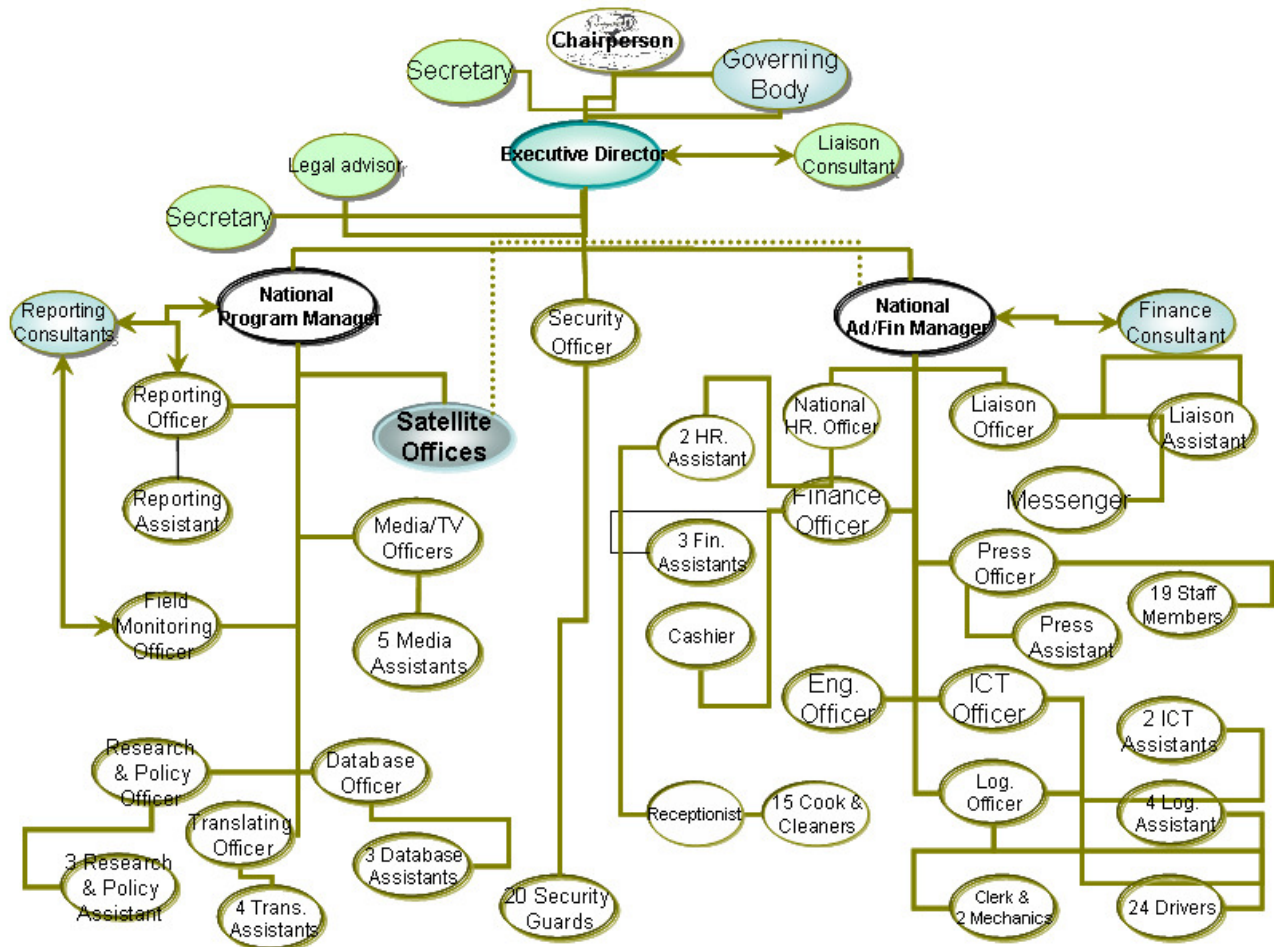 Chairperson
Secretary
Governing
Body
Executive Director
Liaison
Consultant
Legal advisor
Secretary
National
Program Manager
Reporting
Consultants
Security
Officer
National
Ad/Fin Manager
Finance
Consultant
Reporting
Officer
Satellite
Offices
2 HR.
Assistant
National
HR. Officer
Liaison
Officer
Liaison
Assistant
Reporting
Assistant
Messenger
Finance
Officer
Media/TV
Officers
3 Fin.
Assistants
Press
Officer
19 Staff
Members
Field
Monitoring
Officer
5 Media
Assistants
Cashier
Press
Assistant
Eng.
Officer
ICT
Officer
2 ICT
Assistants
Research
& Policy
Officer
Database
Officer
Log.
Officer
4 Log.
Assistant
Receptionist
15 Cook &
Cleaners
Translating
Officer
3 Research
& Policy
Assistant
3 Database
Assistants
4 Trans.
Assistants
20 Security
Guards
Clerk &
2 Mechanics
24 Drivers